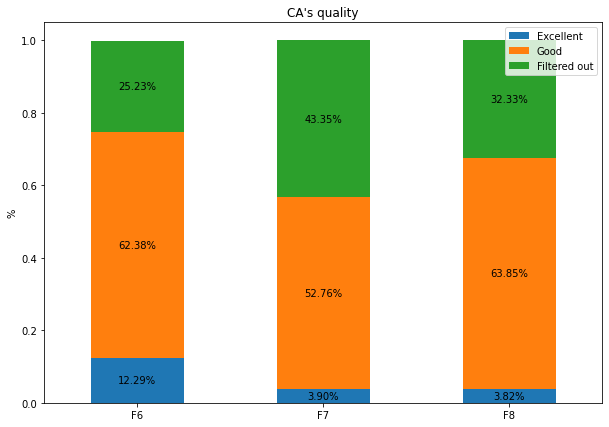 CA's quality
Excellent
Good
Filtered out
%
1.0
0.8
0.6
0.4
0.2
0.0
25.23%
62.38%
12.29%
43.35%
52.76%
3.90%
32.33%
63.85%
3.82%
F6
F7
F8